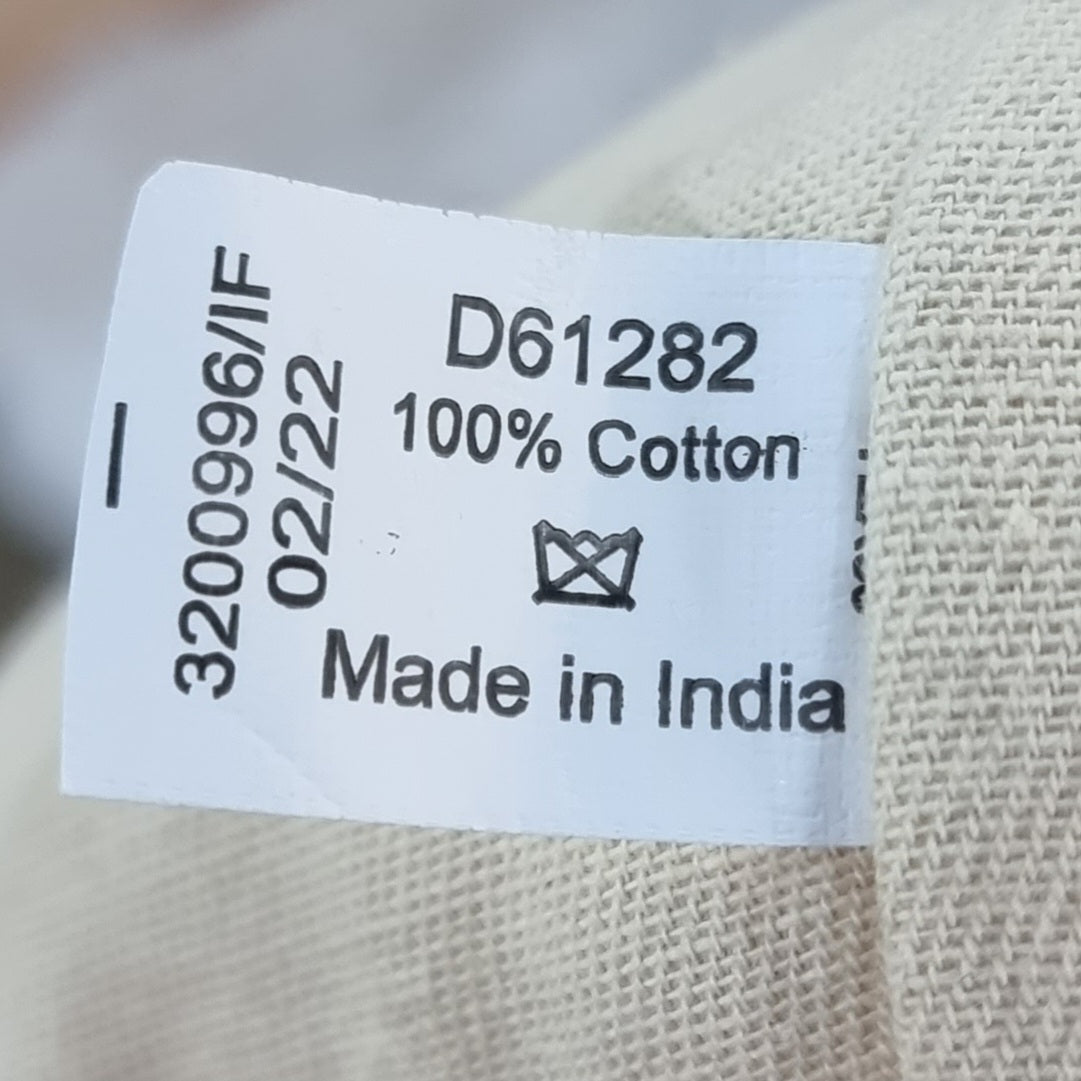 D61282
100% Cotton
Made in India
3200996/IF
02/22